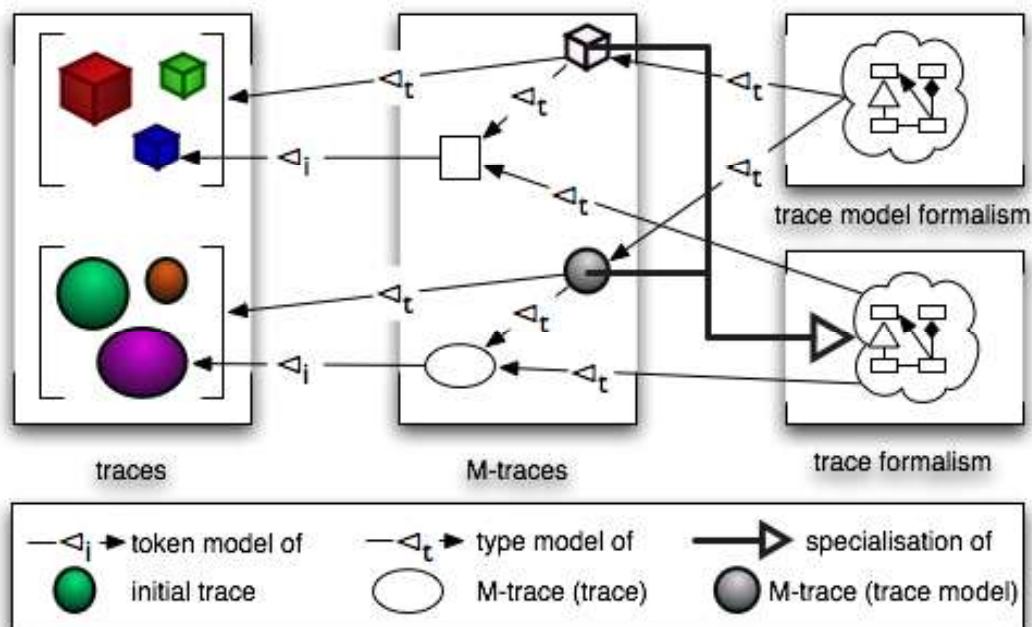 ◁t
◁t
◁t
◁i
◁t
◁t
trace model formalism
◁t
◁t
◁i
◁t
traces
M-traces
trace formalism
◁i token model of
◁t type model of
specialisation of
initial trace
M-trace (trace)
M-trace (trace model)